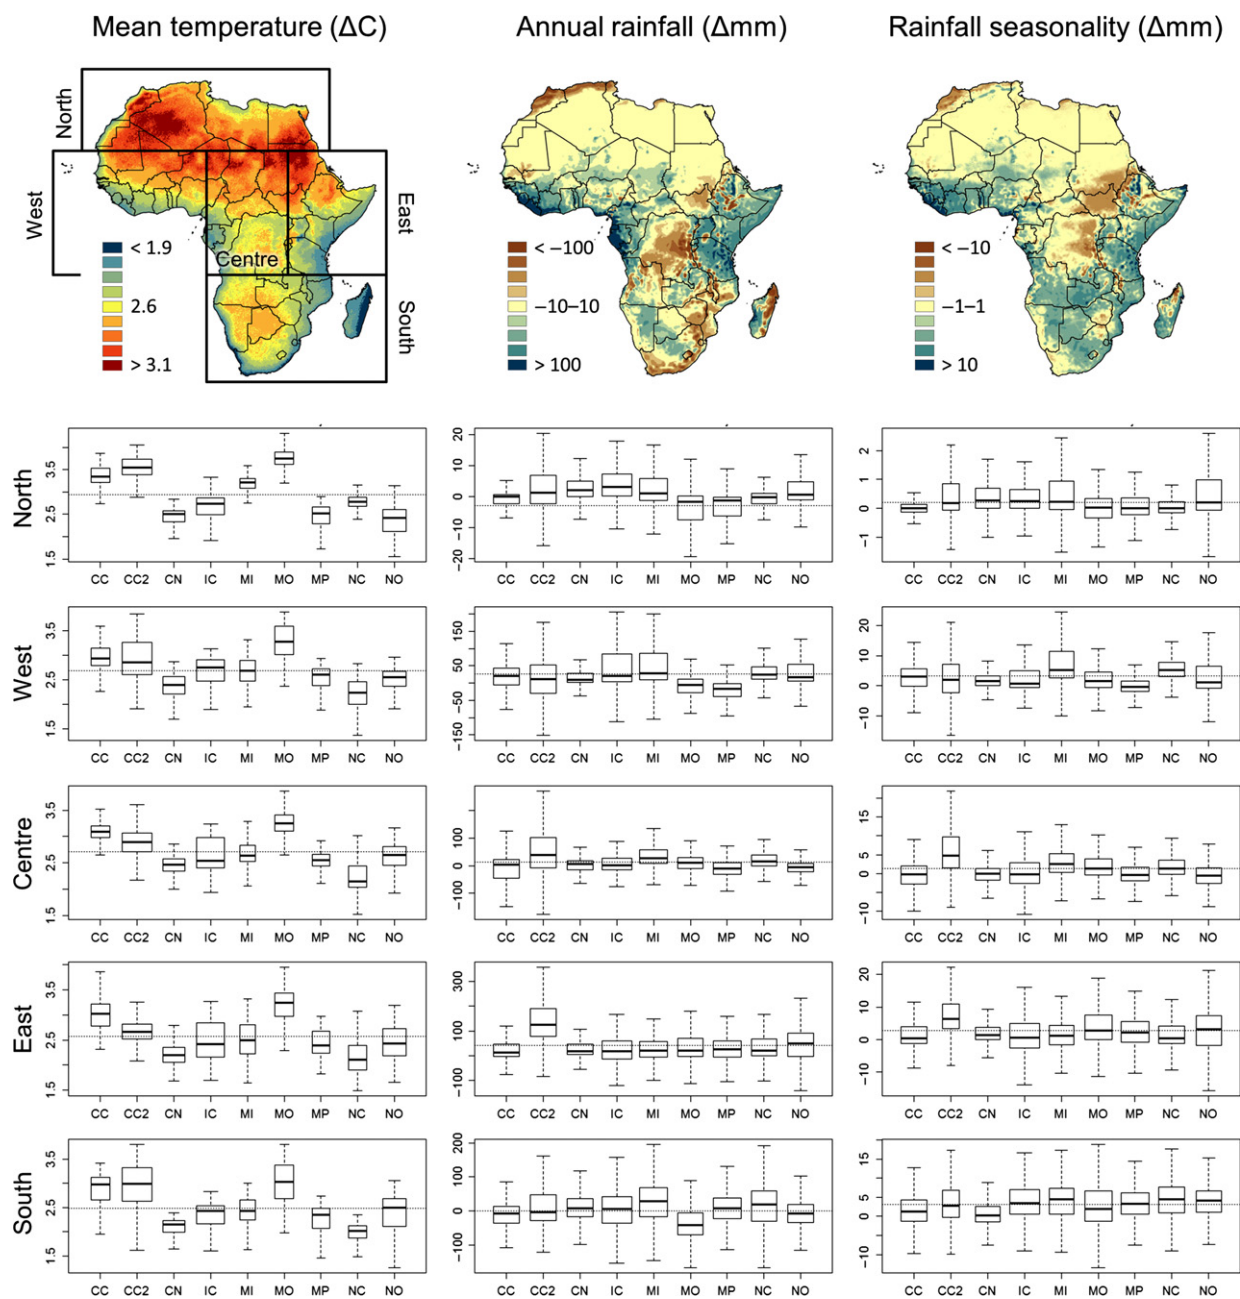 Mean temperature (ΔC)
Annual rainfall (Δmm)
Rainfall seasonality (Δmm)
North
West
Centre
East
South
< 1.9
2.6
> 3.1
< −100
−10–10
> 100
< −10
−1–1
> 10
North
3.5
2.5
1.5
CC CC2 CN IC MI MO MP NC NO
20
10
0
−10
−20
CC CC2 CN IC MI MO MP NC NO
2
1
0
−1
CC CC2 CN IC MI MO MP NC NO
West
3.5
2.5
1.5
CC CC2 CN IC MI MO MP NC NO
150
50
−50
−150
CC CC2 CN IC MI MO MP NC NO
20
10
0
−10
CC CC2 CN IC MI MO MP NC NO
Centre
3.5
2.5
1.5
CC CC2 CN IC MI MO MP NC NO
100
0
−100
CC CC2 CN IC MI MO MP NC NO
15
5
0
−10
CC CC2 CN IC MI MO MP NC NO
East
3.5
2.5
1.5
CC CC2 CN IC MI MO MP NC NO
300
100
0
−100
CC CC2 CN IC MI MO MP NC NO
20
10
0
−10
CC CC2 CN IC MI MO MP NC NO
South
3.5
2.5
1.5
CC CC2 CN IC MI MO MP NC NO
200
100
0
−100
CC CC2 CN IC MI MO MP NC NO
15
5
0
−10
CC CC2 CN IC MI MO MP NC NO